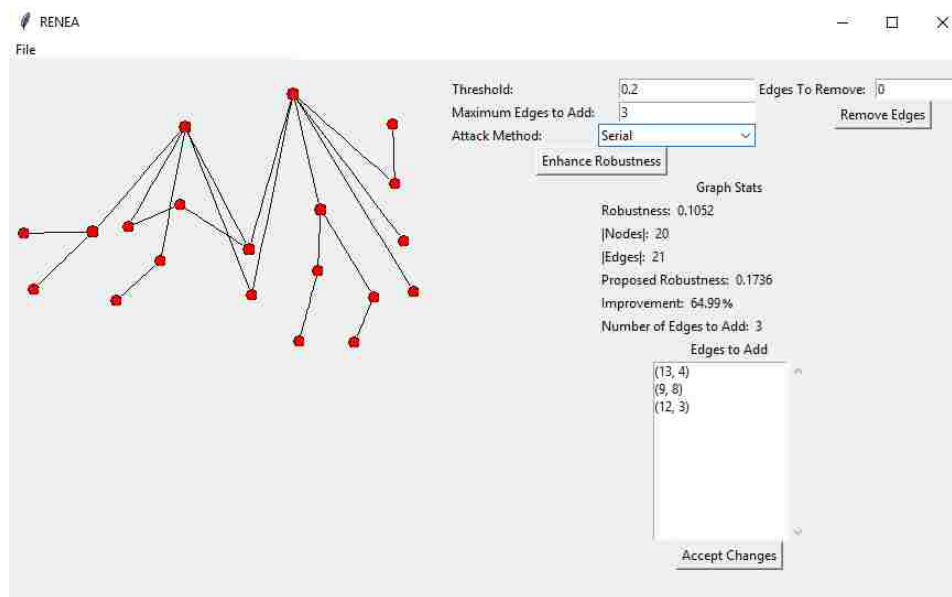 RENEA
File
Threshold: 0.2 Edges To Remove: 0
Maximum Edges to Add: 3 Remove Edges
Attack Method: Serial
Enhance Robustness
Graph Stats
Robustness: 0.1052
|Nodes|: 20
|Edges|: 21
Proposed Robustness: 0.1736
Improvement: 64.99%
Number of Edges to Add: 3
Edges to Add
(13, 4)
(9, 8)
(12, 3)
Accept Changes